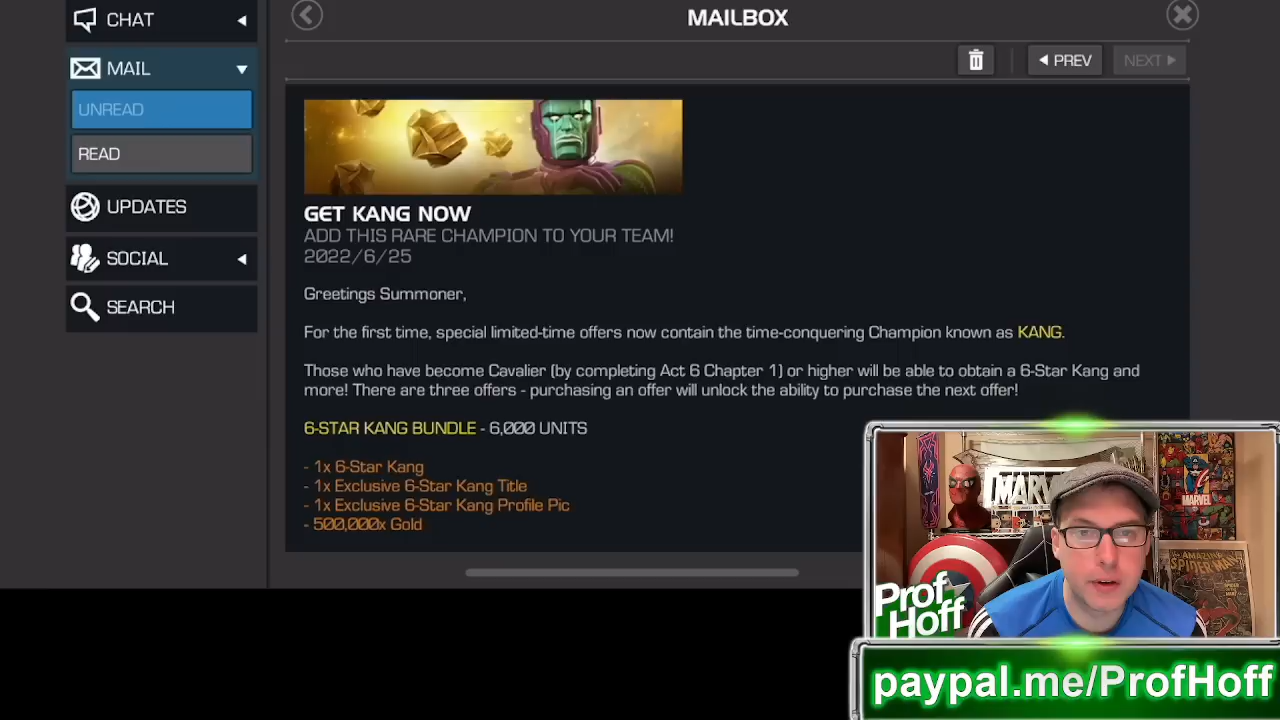 CHAT
MAILBOX
MAIL
PREV
NEXT
UNREAD
READ
UPDATES
SOCIAL
SEARCH
GET KANG NOW
ADD THIS RARE CHAMPION TO YOUR TEAM!
2022/6/25
Greetings Summoner,
For the first time, special limited-time offers now contain the time-conquering Champion known as KANG.
Those who have become Cavalier (by completing Act 6 Chapter 1) or higher will be able to obtain a 6-Star Kang and
more! There are three offers - purchasing an offer will unlock the ability to purchase the next offer!
6-STAR KANG BUNDLE - 6,000 UNITS
- 1x 6-Star Kang
- 1x Exclusive 6-Star Kang Title
- 1x Exclusive 6-Star Kang Profile Pic
- 500,000x Gold
MARVEL
AMAZING
SPIDER-MAN
Prof
Hoff
paypal.me/ProfHoff